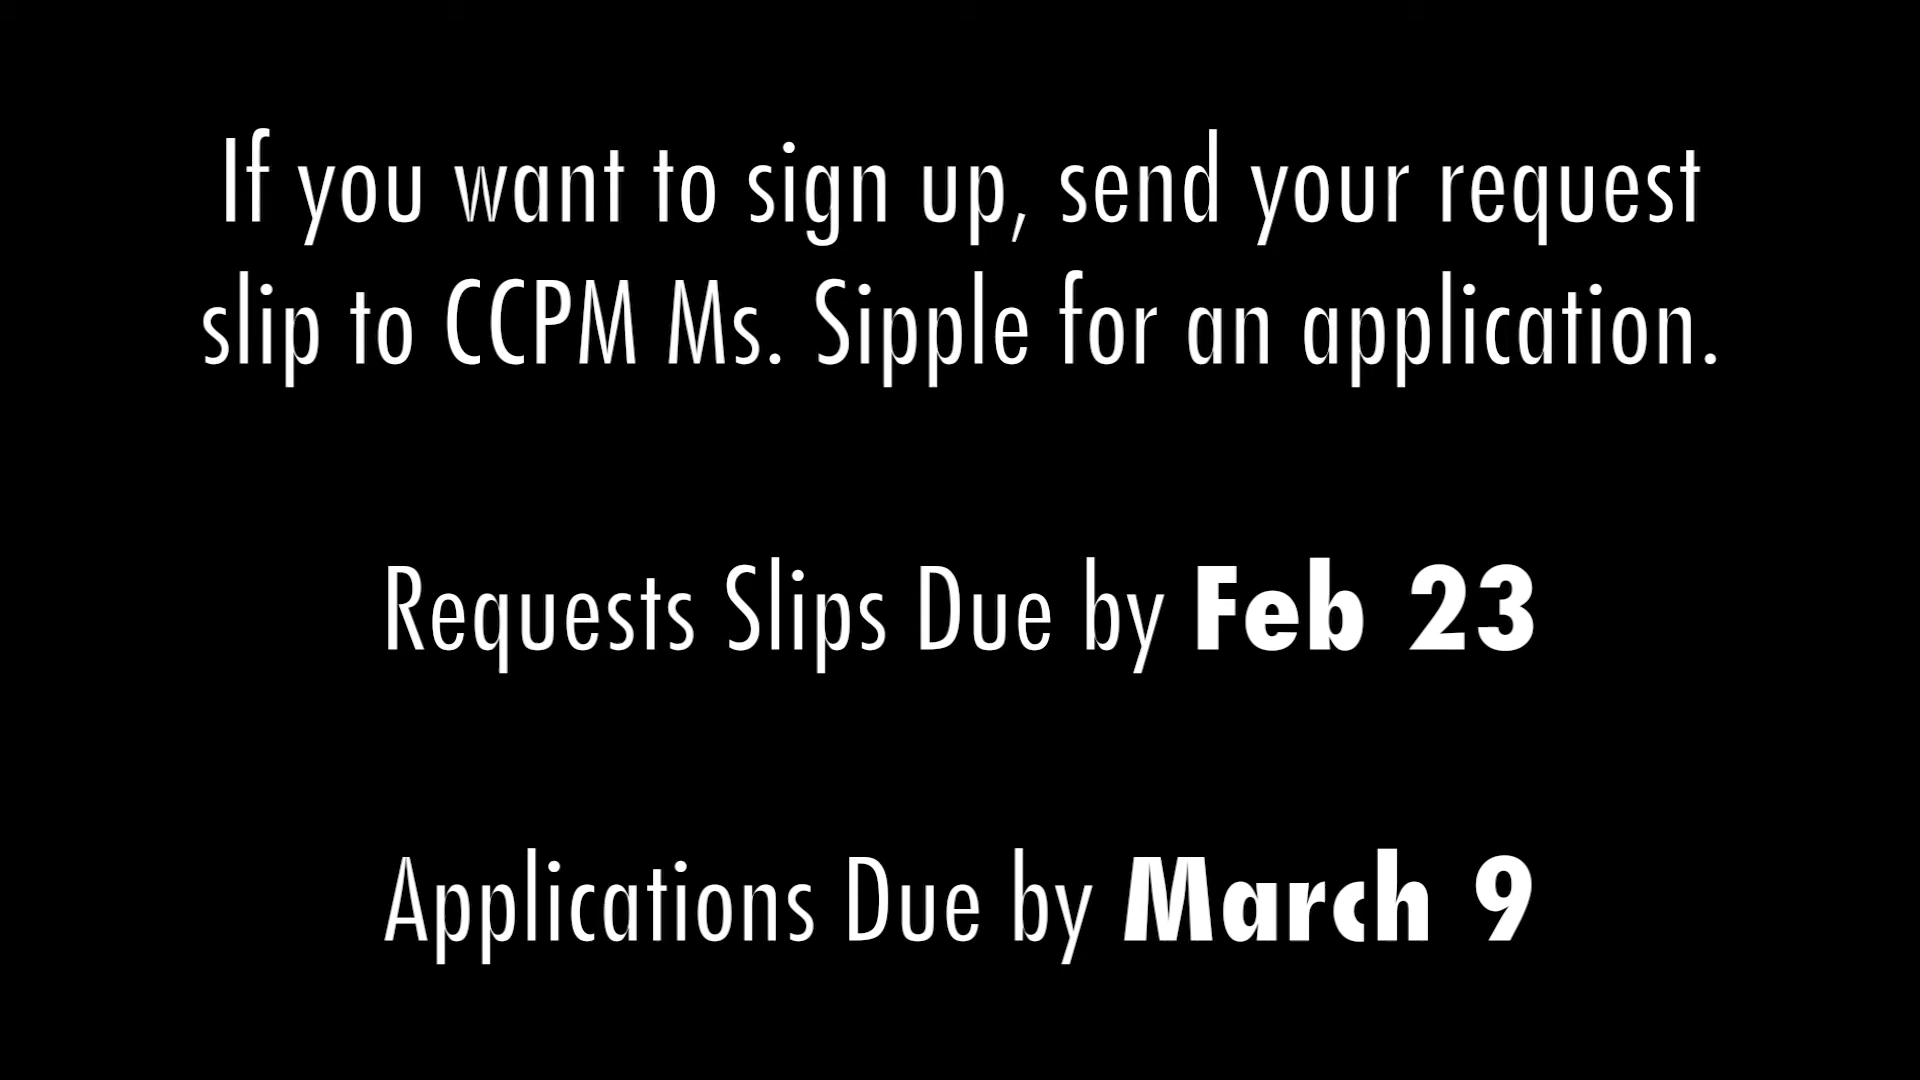 If you want to sign up, send your request
slip to CCPM Ms. Sipple for an application.
Requests Slips Due by Feb 23
Applications Due by March 9